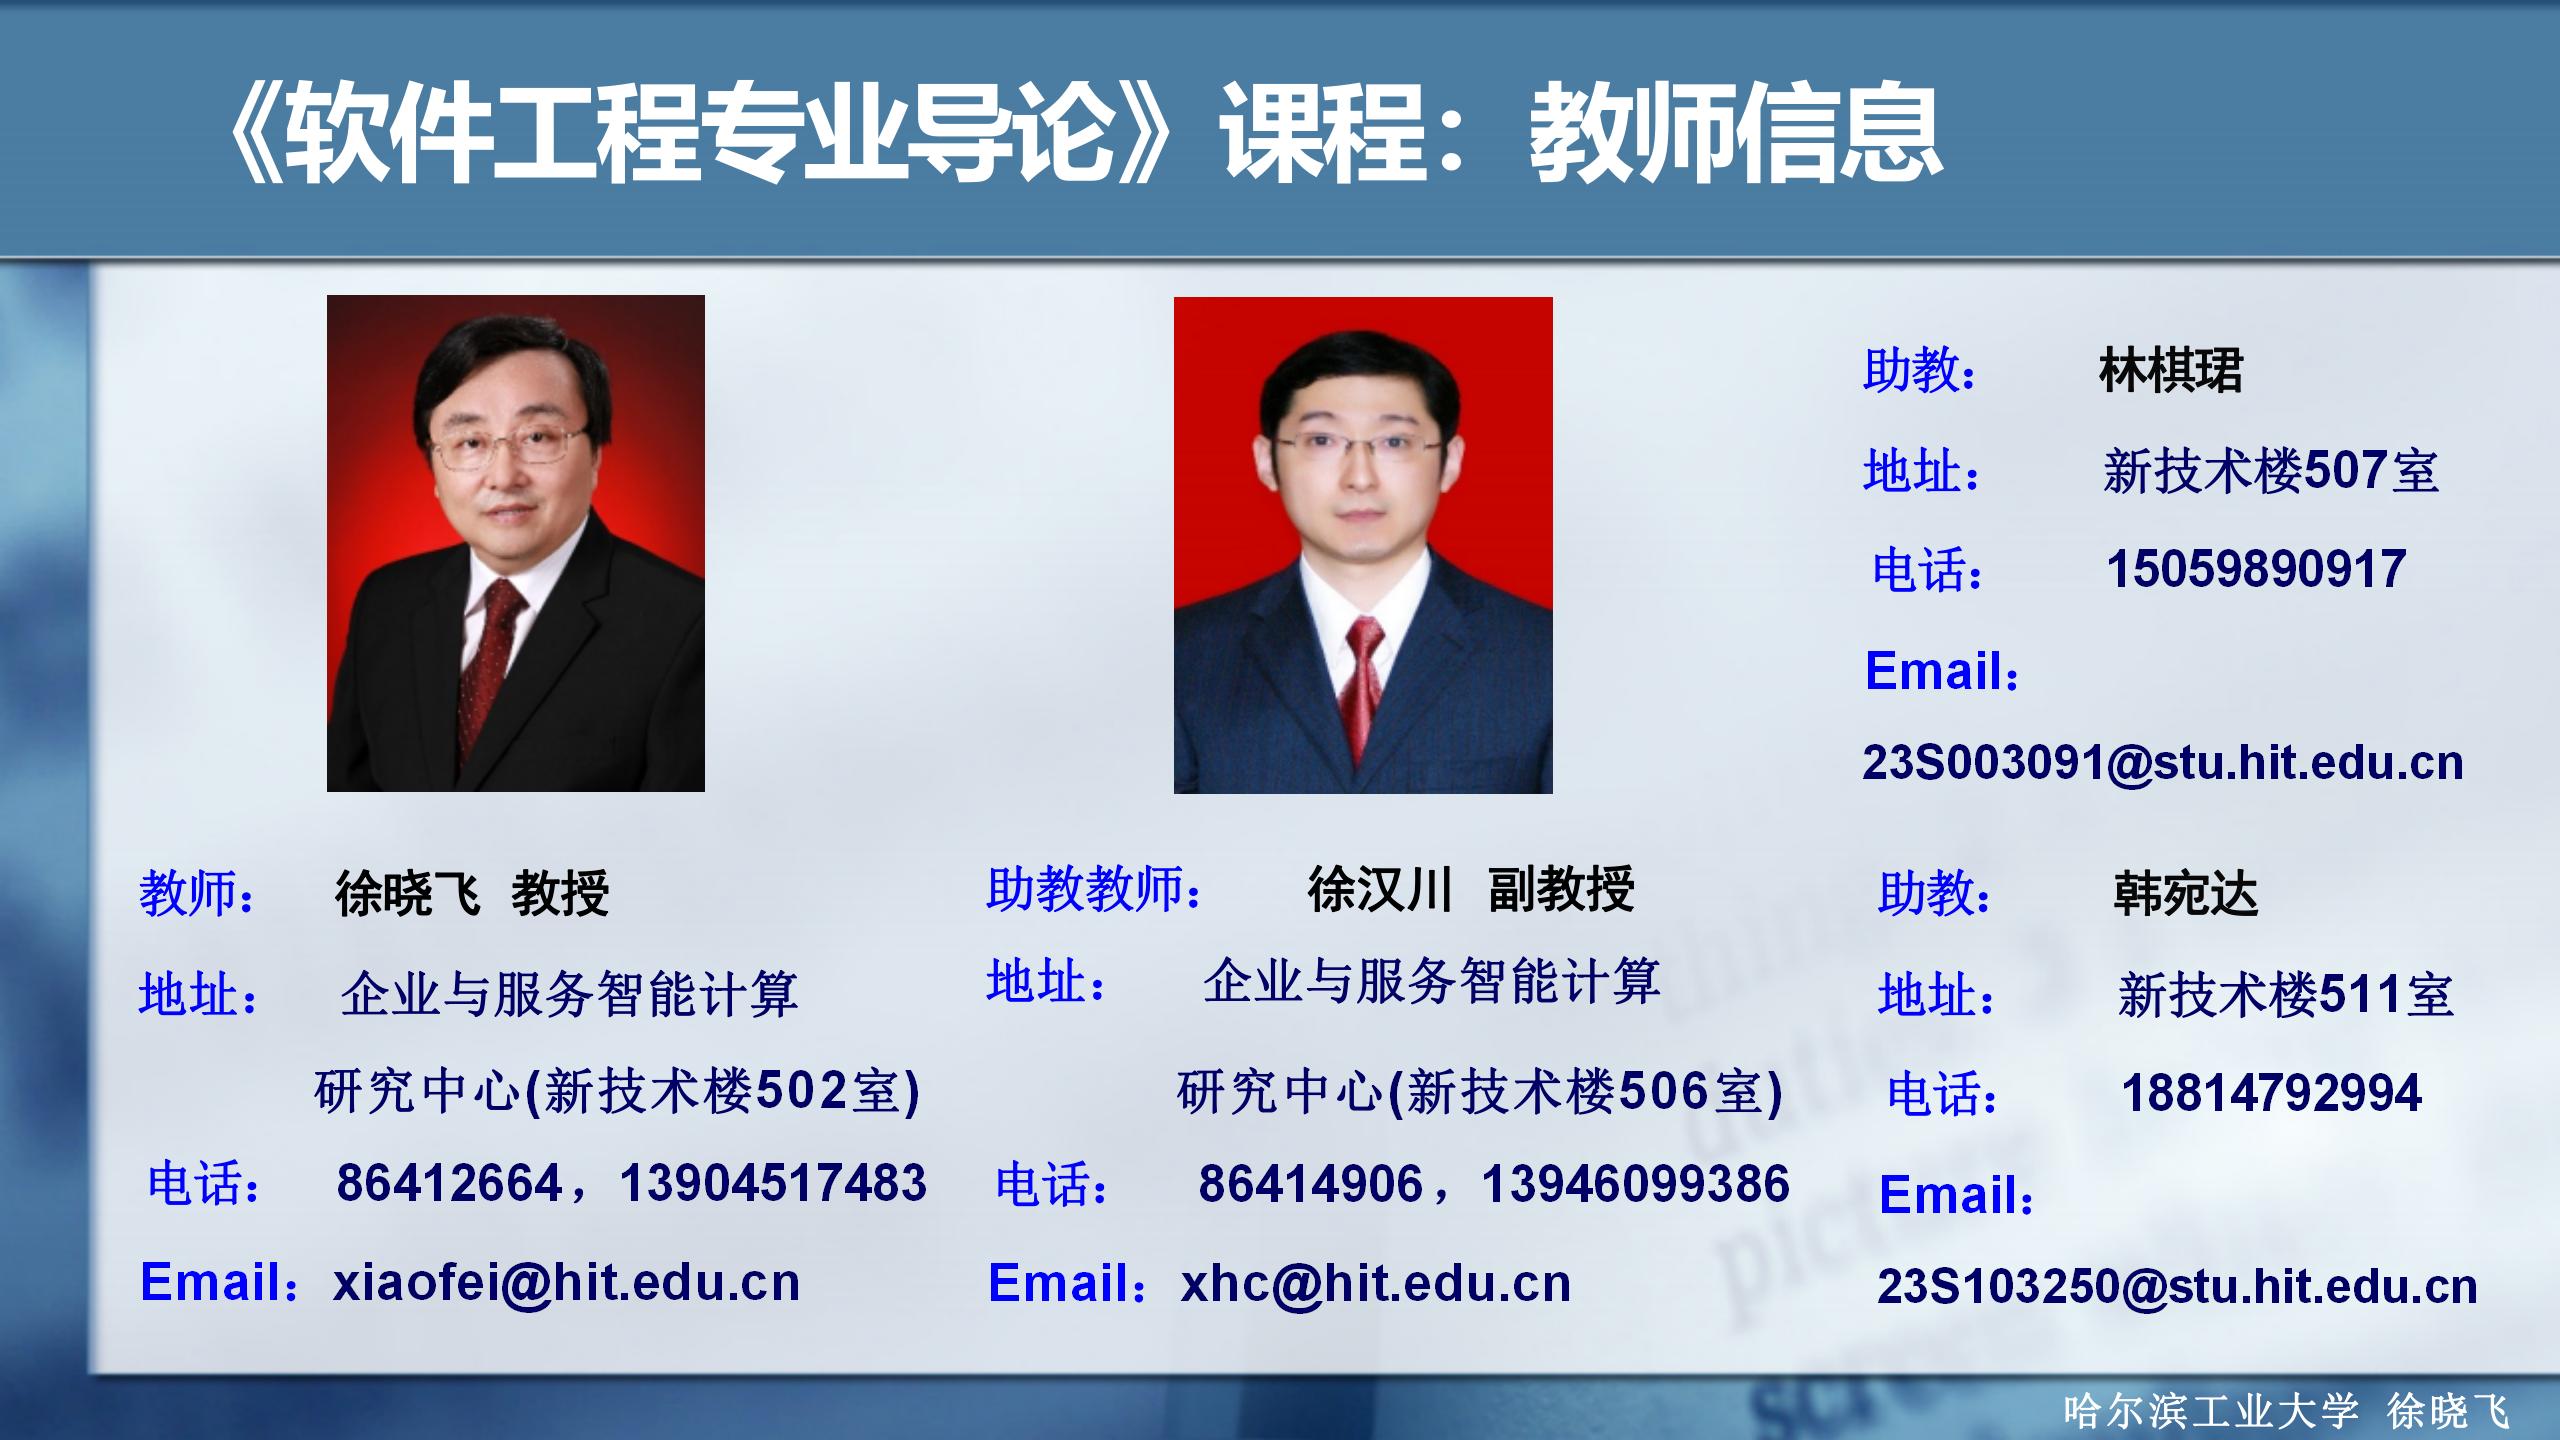 《软件工程专业导论》课程：教师信息
教师： 徐晓飞 教授
地址： 企业与服务智能计算
研究中心(新技术楼502室)
电话： 86412664，13904517483
Email：xiaofei@hit.edu.cn
助教教师： 徐汉川 副教授
地址： 企业与服务智能计算
研究中心(新技术楼506室)
电话： 86414906，13946099386
Email：xhc@hit.edu.cn
助教： 林棋珺
地址： 新技术楼507室
电话： 15059890917
Email：
23S003091@stu.hit.edu.cn
助教： 韩宛达
地址： 新技术楼511室
电话： 18814792994
Email：
23S103250@stu.hit.edu.cn
哈尔滨工业大学 徐晓飞